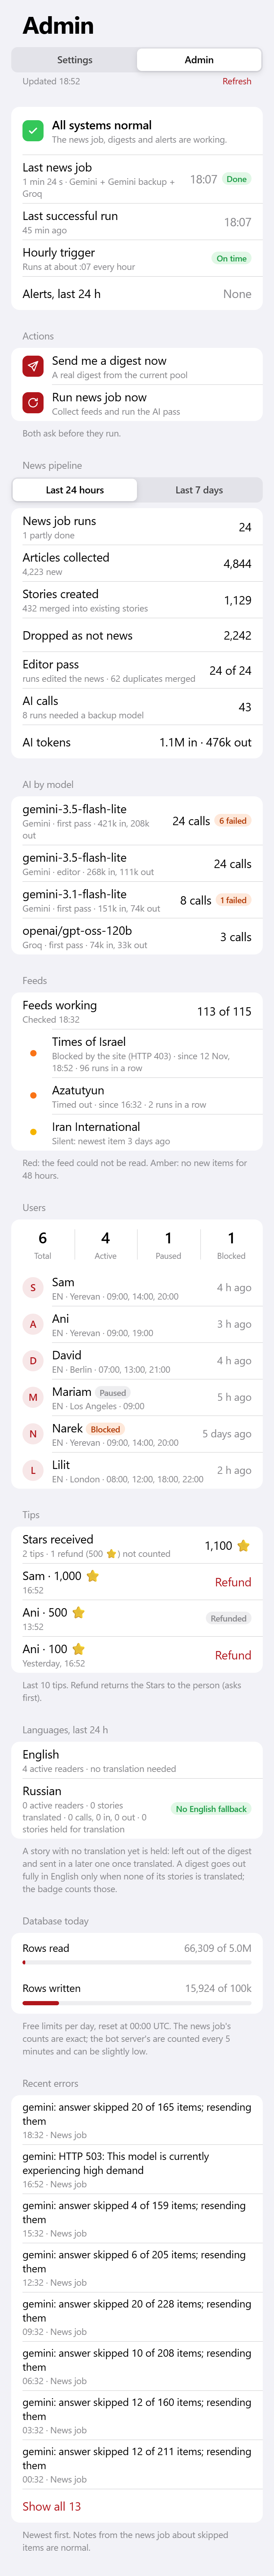 Admin
Settings
Admin
Updated 18:52
Refresh
All systems normal
The news job, digests and alerts are working.
Last news job
1 min 24 s · Gemini + Gemini backup +
Groq
18:07
Done
Last successful run
45 min ago
18:07
Hourly trigger
Runs at about :07 every hour
On time
Alerts, last 24 h
None
Actions
Send me a digest now
A real digest from the current pool
Run news job now
Collect feeds and run the AI pass
Both ask before they run.
News pipeline
Last 24 hours
Last 7 days
News job runs
1 partly done
24
Articles collected
4,223 new
4,844
Stories created
432 merged into existing stories
1,129
Dropped as not news
2,242
Editor pass
runs edited the news · 62 duplicates merged
24 of 24
AI calls
8 runs needed a backup model
43
AI tokens
1.1M in · 476k out
AI by model
gemini-3.5-flash-lite
Gemini · first pass · 421k in, 208k
out
24 calls
6 failed
gemini-3.5-flash-lite
Gemini · editor · 268k in, 111k out
24 calls
gemini-3.1-flash-lite
Gemini · first pass · 151k in, 74k out
8 calls
1 failed
openai/gpt-oss-120b
Groq · first pass · 74k in, 33k out
3 calls
Feeds
Feeds working
Checked 18:32
113 of 115
Times of Israel
Blocked by the site (HTTP 403) · since 12 Nov,
18:52 · 96 runs in a row
Azatutyun
Timed out · since 16:32 · 2 runs in a row
Iran International
Silent: newest item 3 days ago
Red: the feed could not be read. Amber: no new items for
48 hours.
Users
6
Total
4
Active
1
Paused
1
Blocked
S
Sam
EN · Yerevan · 09:00, 14:00, 20:00
4 h ago
A
Ani
EN · Yerevan · 09:00, 19:00
3 h ago
D
David
EN · Berlin · 07:00, 13:00, 21:00
4 h ago
M
Mariam Paused
EN · Los Angeles · 09:00
5 h ago
N
Narek Blocked
EN · Yerevan · 09:00, 14:00, 20:00
5 days ago
L
Lilit
EN · London · 08:00, 12:00, 18:00, 22:00
2 h ago
Tips
Stars received
2 tips · 1 refund (500 ⭐) not counted
1,100 ⭐
Sam · 1,000 ⭐
16:52
Refund
Ani · 500 ⭐
13:52
Refunded
Ani · 100 ⭐
Yesterday, 16:52
Refund
Last 10 tips. Refund returns the Stars to the person (asks
first).
Languages, last 24 h
English
4 active readers · no translation needed
Russian
0 active readers · 0 stories
translated · 0 calls, 0 in, 0 out · 0
stories held for translation
No English fallback
A story with no translation yet is held: left out of the digest
and sent in a later one once translated. A digest goes out
fully in English only when none of its stories is translated;
the badge counts those.
Database today
Rows read
66,309 of 5.0M
Rows written
15,924 of 100k
Free limits per day, reset at 00:00 UTC. The news job's
counts are exact; the bot server's are counted every 5
minutes and can be slightly low.
Recent errors
gemini: answer skipped 20 of 165 items; resending
them
18:32 · News job
gemini: HTTP 503: This model is currently
experiencing high demand
16:52 · News job
gemini: answer skipped 4 of 159 items; resending
them
15:32 · News job
gemini: answer skipped 6 of 205 items; resending
them
12:32 · News job
gemini: answer skipped 20 of 228 items; resending
them
09:32 · News job
gemini: answer skipped 10 of 208 items; resending
them
06:32 · News job
gemini: answer skipped 12 of 160 items; resending
them
03:32 · News job
gemini: answer skipped 12 of 211 items; resending
them
00:32 · News job
Show all 13
Newest first. Notes from the news job about skipped
items are normal.